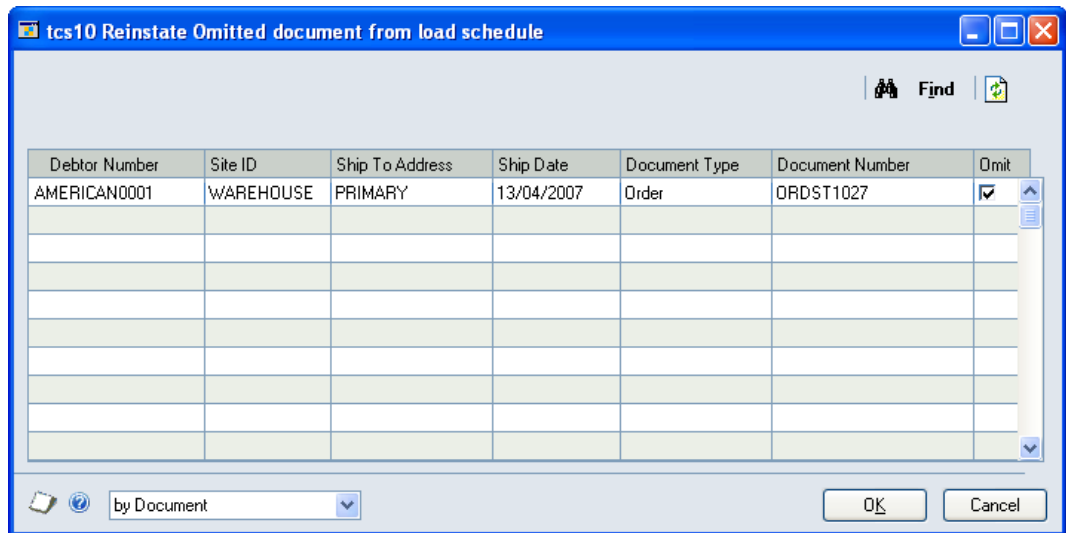 tcs10 Reinstate Omitted document from load schedule
Find
Debtor Number Site ID Ship To Address Ship Date Document Type Document Number Omit
AMERICAN0001 WAREHOUSE PRIMARY 13/04/2007 Order ORDST1027
by Document OK Cancel